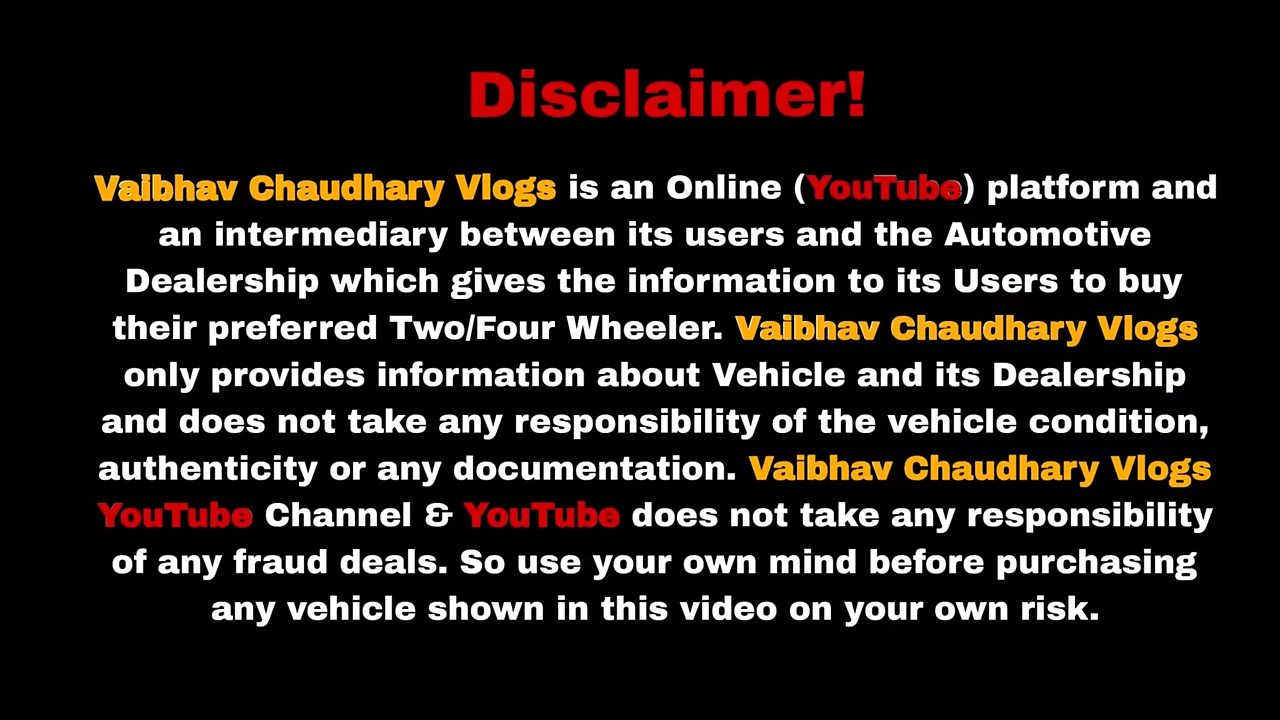 Disclaimer!
Vaibhav Chaudhary Vlogs is an Online (YouTube) platform and
an intermediary between its users and the Automotive
Dealership which gives the information to its Users to buy
their preferred Two/Four Wheeler. Vaibhav Chaudhary Vlogs
only provides information about Vehicle and its Dealership
and does not take any responsibility of the vehicle condition,
authenticity or any documentation. Vaibhav Chaudhary Vlogs
YouTube Channel & YouTube does not take any responsibility
of any fraud deals. So use your own mind before purchasing
any vehicle shown in this video on your own risk.